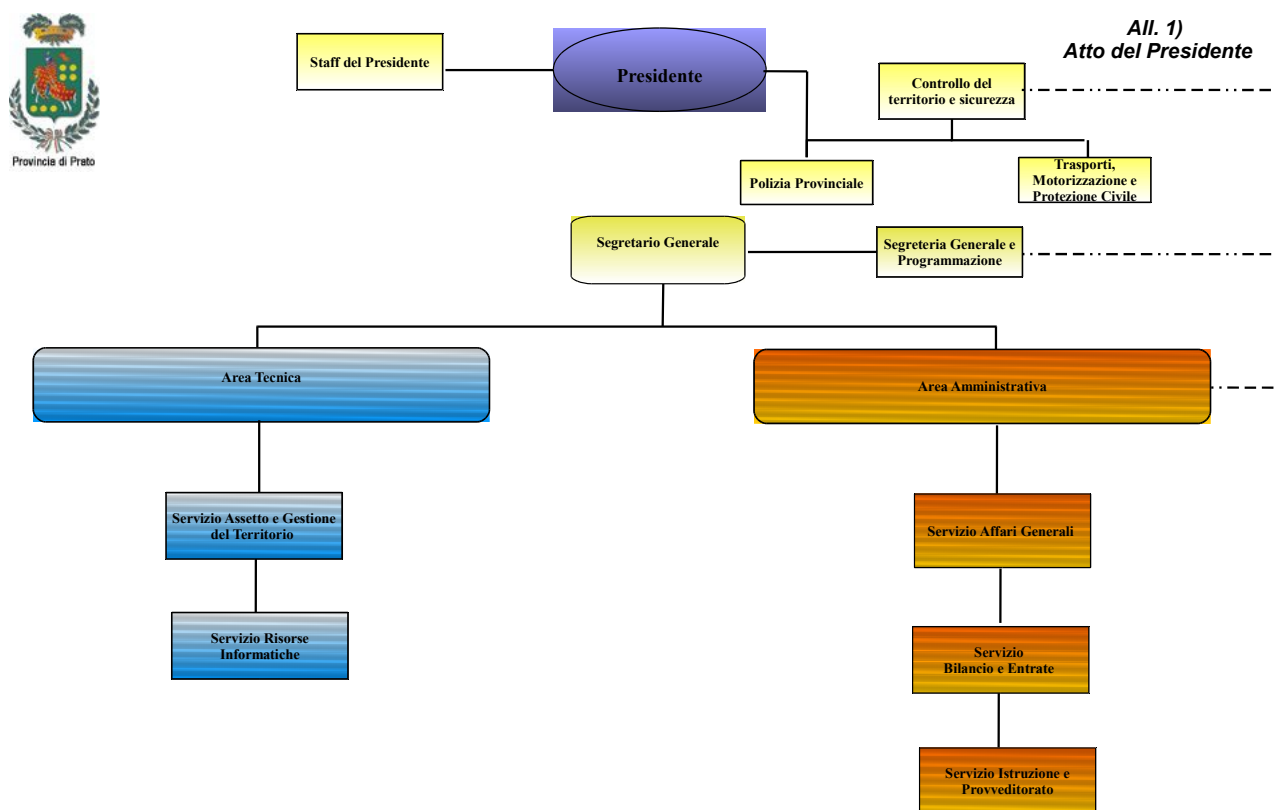 All. 1)
Atto del Presidente
Staff del Presidente
Presidente
Controllo del
territorio e sicurezza
Provincia di Prato
Polizia Provinciale
Trasporti,
Motorizzazione e
Protezione Civile
Segretario Generale
Segreteria Generale e
Programmazione
Area Tecnica
Area Amministrativa
Servizio Assetto e Gestione
del Territorio
Servizio Affari Generali
Servizio Risorse
Informatiche
Servizio
Bilancio e Entrate
Servizio Istruzione e
Provveditorato